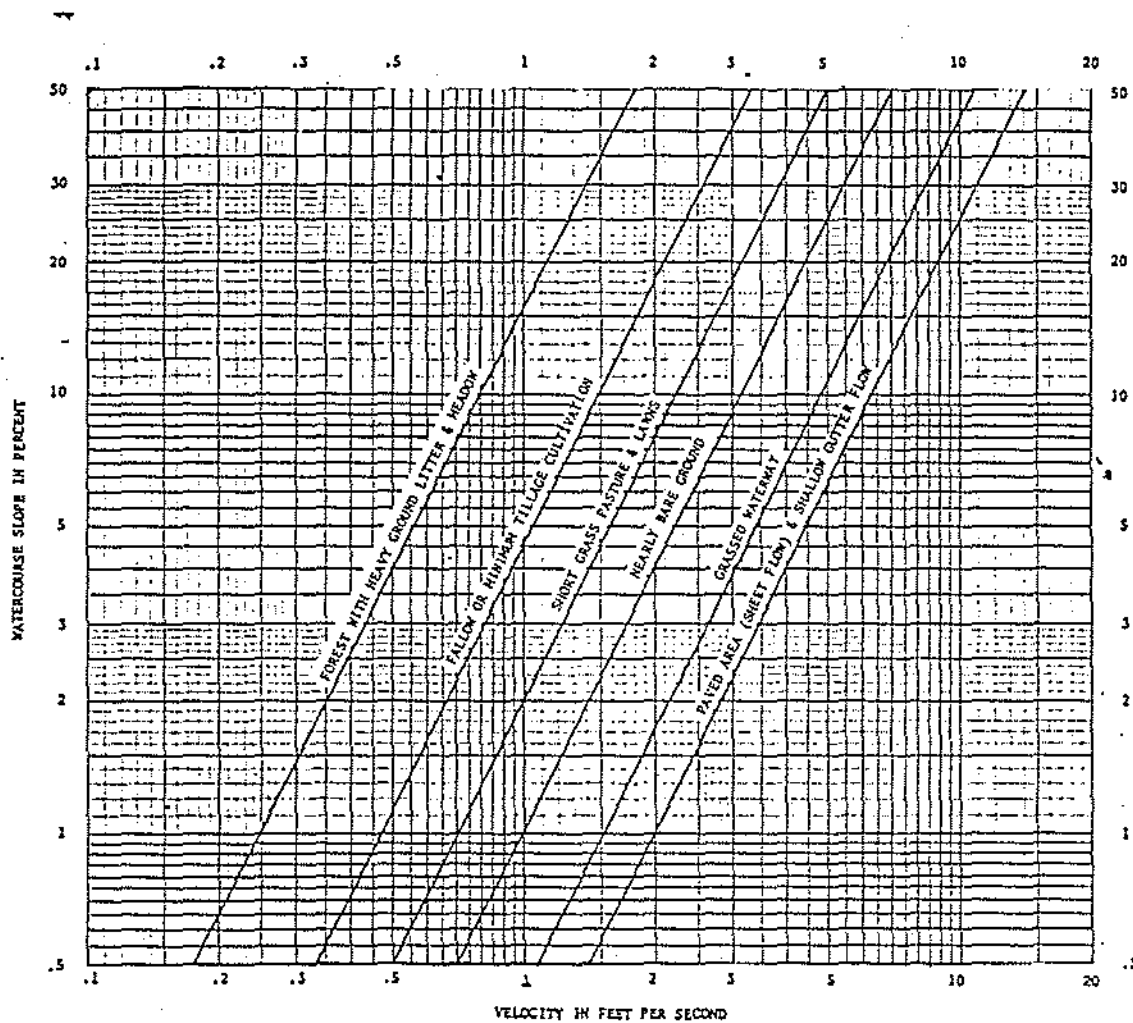 .1 .2 .3 .5 1 2 3 5 10 20
50 50
30 30
20 20
10 10
5 5
3 3
2 2
1 1
.5
WATERCOURSE SLOPE IN PERCENT
FOREST WITH HEAVY GROUND LITTER & MEADOW
FALLOW OR MINIMUM TILLAGE CULTIVATION
SHORT GRASS PASTURE & LAWNS
NEARLY BARE GROUND
GRASSED WATERWAY
PAVED AREA (SHEET FLOW) & SHALLOW GUTTER FLOW
.1 .2 .3 .5 1 2 3 5 10 20
VELOCITY IN FEET PER SECOND